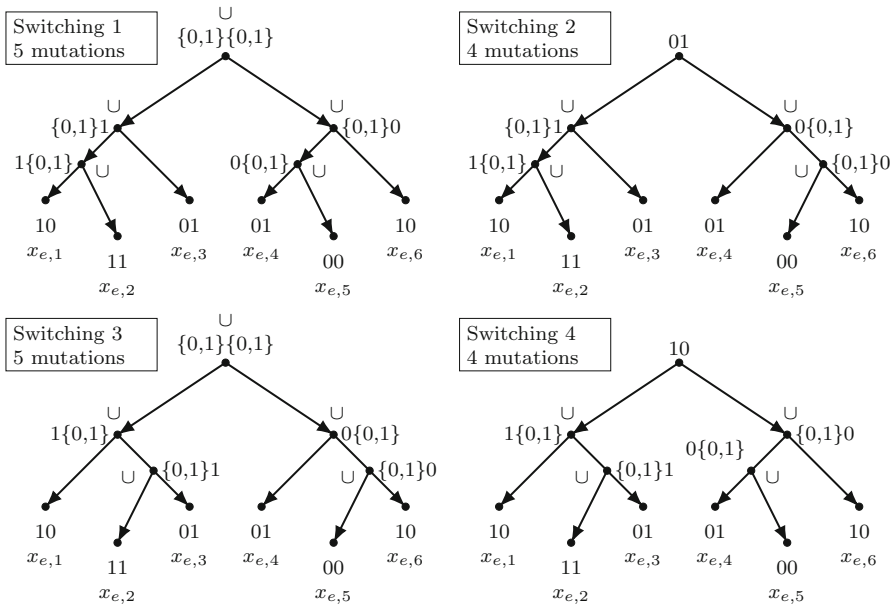 Switching 1
5 mutations
∪
{0,1}{0,1}
∪
{0,1}1
∪
{0,1}0
1{0,1}
∪
0{0,1}
∪
10
x_{e,1}
11
x_{e,2}
01
x_{e,3}
01
x_{e,4}
00
x_{e,5}
10
x_{e,6}
Switching 2
4 mutations
01
∪
{0,1}1
∪
0{0,1}
1{0,1}
∪
∪
{0,1}0
10
x_{e,1}
11
x_{e,2}
01
x_{e,3}
01
x_{e,4}
00
x_{e,5}
10
x_{e,6}
Switching 3
5 mutations
∪
{0,1}{0,1}
∪
1{0,1}
∪
0{0,1}
∪
{0,1}1
∪
{0,1}0
10
x_{e,1}
11
x_{e,2}
01
x_{e,3}
01
x_{e,4}
00
x_{e,5}
10
x_{e,6}
Switching 4
4 mutations
10
∪
1{0,1}
∪
{0,1}0
∪
{0,1}1
0{0,1}
∪
10
x_{e,1}
11
x_{e,2}
01
x_{e,3}
01
x_{e,4}
00
x_{e,5}
10
x_{e,6}